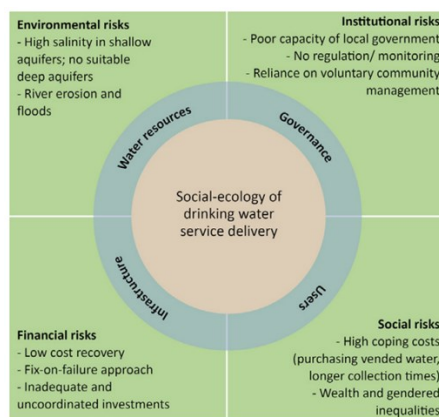 Environmental risks
- High salinity in shallow
aquifers; no suitable
deep aquifers
- River erosion and
floods
Institutional risks
- Poor capacity of local government
- No regulation/ monitoring
- Reliance on voluntary community
management
Water resources
Governance
Social-ecology of
drinking water
service delivery
Infrastructure
Users
Financial risks
- Low cost recovery
- Fix-on-failure approach
- Inadequate and
uncoordinated investments
Social risks
- High coping costs
(purchasing vended water,
longer collection times)
- Wealth and gendered
inequalities